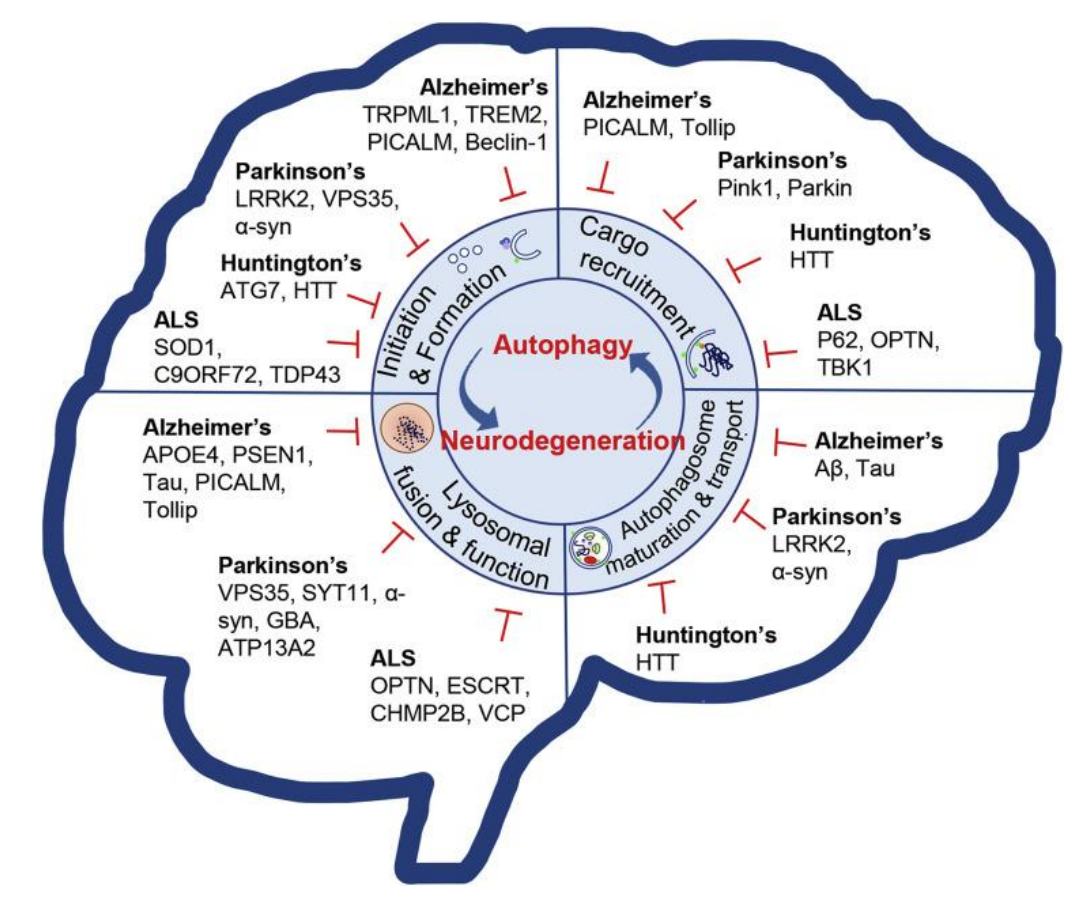 Alzheimer's
TRPML1, TREM2,
PICALM, Beclin-1
Parkinson's
LRRK2, VPS35,
α-syn
Huntington's
ATG7, HTT
ALS
SOD1,
C9ORF72, TDP43
Initiation
& Formation
Alzheimer's
PICALM, Tollip
Parkinson's
Pink1, Parkin
Huntington's
HTT
ALS
P62, OPTN,
TBK1
Cargo
recruitment
Autophagy
Neurodegeneration
Alzheimer's
APOE4, PSEN1,
Tau, PICALM,
Tollip
Parkinson's
VPS35, SYT11, α-
syn, GBA,
ATP13A2
ALS
OPTN, ESCRT,
CHMP2B, VCP
Lysosomal
fusion & function
Autophagosome
maturation & transport
Alzheimer's
Aβ, Tau
Parkinson's
LRRK2,
α-syn
Huntington's
HTT